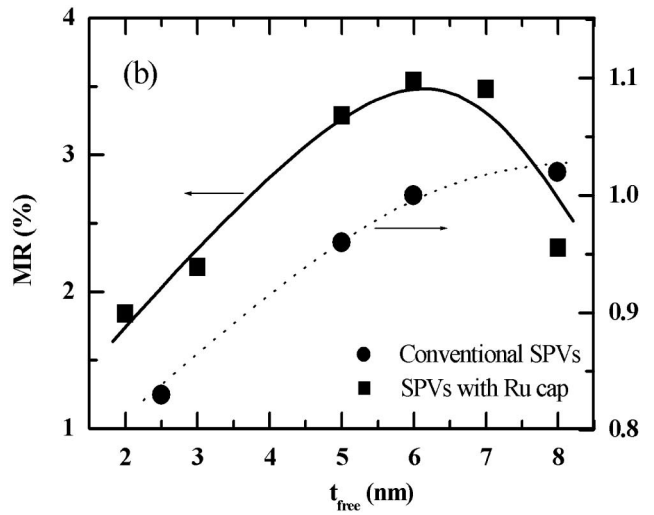 (b)
4
3
2
1
MR (%)
1.1
1.0
0.9
0.8
Conventional SPVs
SPVs with Ru cap
2 3 4 5 6 7 8
t_free (nm)